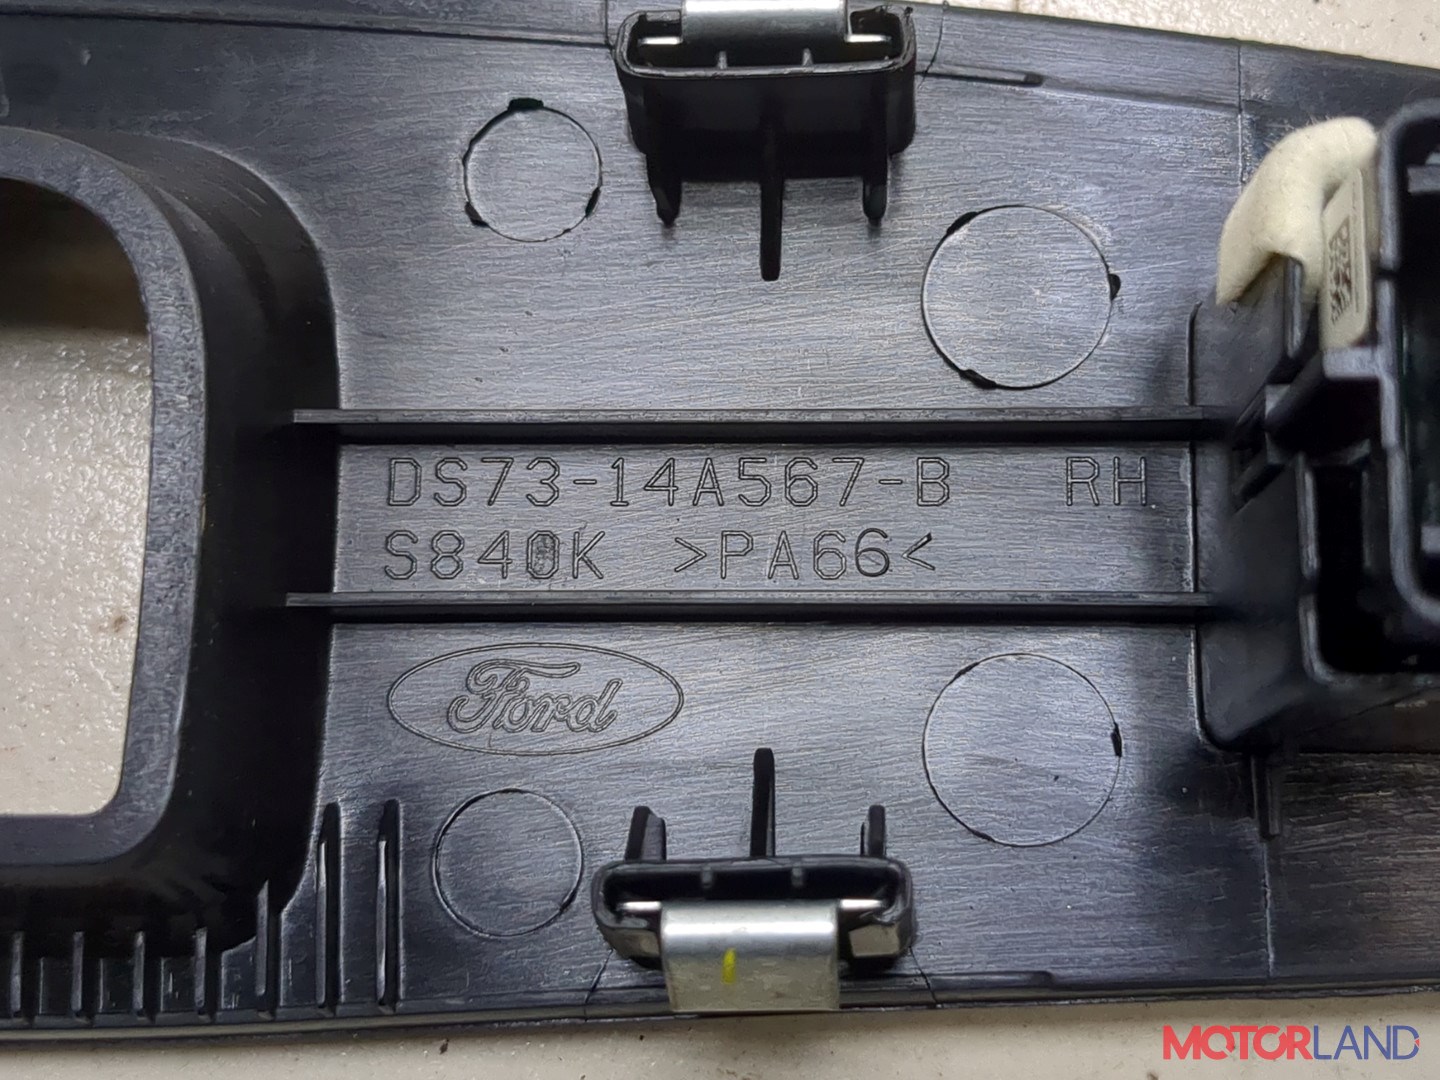 DS73-14A567-B RH
S840K >PA66<
Ford
MOTORLAND